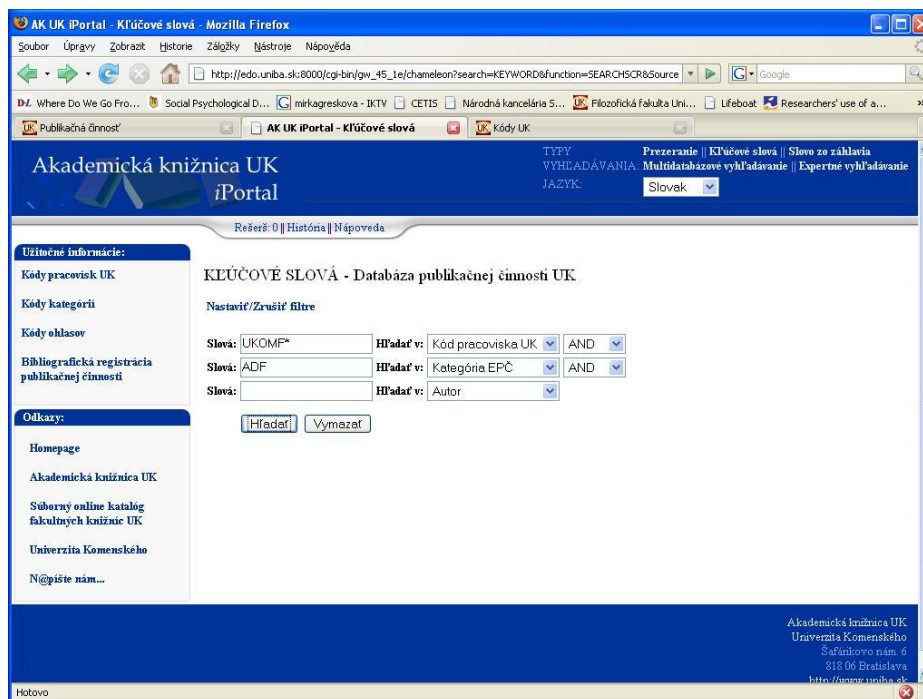 AK UK iPortal - Kľúčové slová - Mozilla Firefox
Soubor Úpravy Zobrazit Historie Záložky Nástroje Nápověda
http://edo.uniba.sk:8000/cgi-bin/gw_45_1e/chameleon?search=KEYWORD&function=SEARCHSCR&Source
Google
Where Do We Go Fro... Social Psychological D... mirkagreskova - IKTV CETIS Národná kancelária S... Filozofická fakulta Uni... Lifeboat Researchers' use of a...
Publikačná činnosť AK UK iPortal - Kľúčové slová Kódy UK
Akademická knižnica UK
iPortal
TYPY VYHĽADÁVANIA: Prezeranie || Kľúčové slová || Slovo zo záhlavia
Multidatabázové vyhľadávanie || Expertné vyhľadávanie
JAZYK: Slovak
Rešerš: 0 || História || Nápoveda
Užitočné informácie:
Kódy pracovísk UK
Kódy kategórií
Kódy ohlasov
Bibliografická registrácia
publikačnej činnosti
Odkazy:
Homepage
Akademická knižnica UK
Súborný online katalóg
fakultných knižníc UK
Univerzita Komenského
N@píšte nám...
KĽÚČOVÉ SLOVÁ - Databáza publikačnej činnosti UK
Nastaviť/Zrušiť filtre
Slová: UKOMF* Hľadať v: Kód pracoviska UK AND
Slová: ADF Hľadať v: Kategória EPČ AND
Slová: Hľadať v: Autor
Hľadať Vymazať
Akademická knižnica UK
Univerzita Komenského
Šafárikovo nám. 6
818 06 Bratislava
http://www.uniba.sk
Hotovo